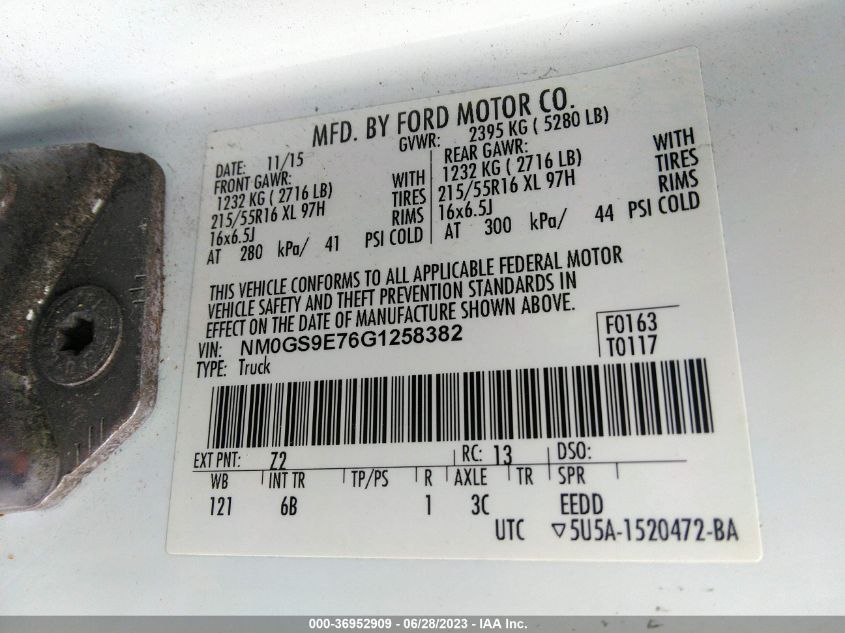 MFD. BY FORD MOTOR CO.
DATE: 11/15 GVWR: 2395 KG ( 5280 LB)
FRONT GAWR: REAR GAWR:
1232 KG ( 2716 LB) WITH 1232 KG ( 2716 LB) WITH
215/55R16 XL 97H TIRES 215/55R16 XL 97H TIRES
16x6.5J RIMS 16x6.5J RIMS
AT 280 kPa/ 41 PSI COLD AT 300 kPa/ 44 PSI COLD
THIS VEHICLE CONFORMS TO ALL APPLICABLE FEDERAL MOTOR
VEHICLE SAFETY AND THEFT PREVENTION STANDARDS IN
EFFECT ON THE DATE OF MANUFACTURE SHOWN ABOVE.
VIN: NM0GS9E76G1258382 F0163
TYPE: Truck T0117
EXT PNT: Z2 RC: 13 DSO:
WB INT TR TP/PS R AXLE TR SPR
121 6B 1 3C EEDD
UTC ▽5U5A-1520472-BA
000-36952909 - 06/28/2023 - IAA Inc.